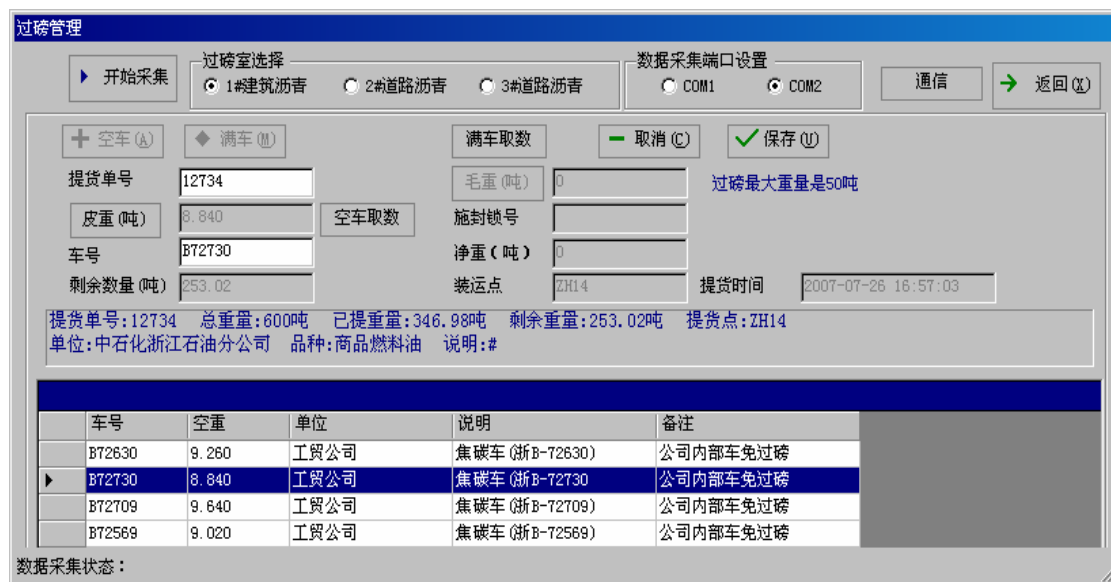 过磅管理
开始采集 过磅室选择 1#建筑沥青 2#道路沥青 3#道路沥青 数据采集端口设置 COM1 COM2 通信 返回(X)
空车(A) 满车(M) 满车取数 取消(C) 保存(U)
提货单号 12734 毛重(吨) 0 过磅最大重量是50吨
皮重(吨) 8.840 空车取数 施封锁号
车号 B72730 净重(吨) 0
剩余数量(吨) 253.02 装运点 ZH14 提货时间 2007-07-26 16:57:03
提货单号:12734 总重量:600吨 已提重量:346.98吨 剩余重量:253.02吨 提货点:ZH14
单位:中石化浙江石油分公司 品种:商品燃料油 说明:#
车号 空重 单位 说明 备注
B72630 9.260 工贸公司 焦碳车(浙B-72630) 公司内部车免过磅
B72730 8.840 工贸公司 焦碳车(浙B-72730 公司内部车免过磅
B72709 9.640 工贸公司 焦碳车(浙B-72709) 公司内部车免过磅
B72569 9.020 工贸公司 焦碳车(浙B-72569) 公司内部车免过磅
数据采集状态：